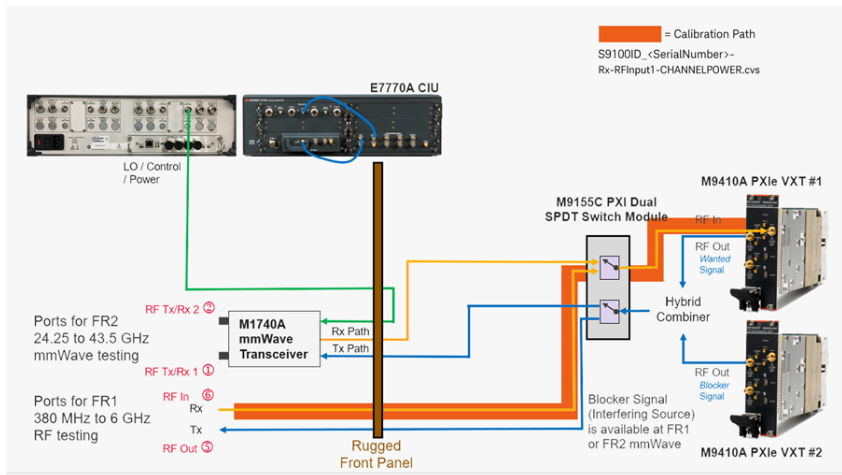 = Calibration Path
S9100ID_<SerialNumber>-
Rx-RFInput1-CHANNELPOWER.cvs
E7770A CIU
LO / Control
/ Power
M9155C PXI Dual
SPDT Switch Module
M9410A PXIe VXT #1
RF In
RF Out
Wanted
Signal
Hybrid
Combiner
RF Out
Blocker
Signal
M9410A PXIe VXT #2
Ports for FR2
24.25 to 43.5 GHz
mmWave testing
RF Tx/Rx 2 ②
M1740A
mmWave
Transceiver
Rx Path
Tx Path
RF Tx/Rx 1 ①
Ports for FR1
380 MHz to 6 GHz
RF testing
RF In ⑥
Rx
Tx
RF Out ⑤
Blocker Signal
(Interfering Source)
is available at FR1
or FR2 mmWave
Rugged
Front Panel